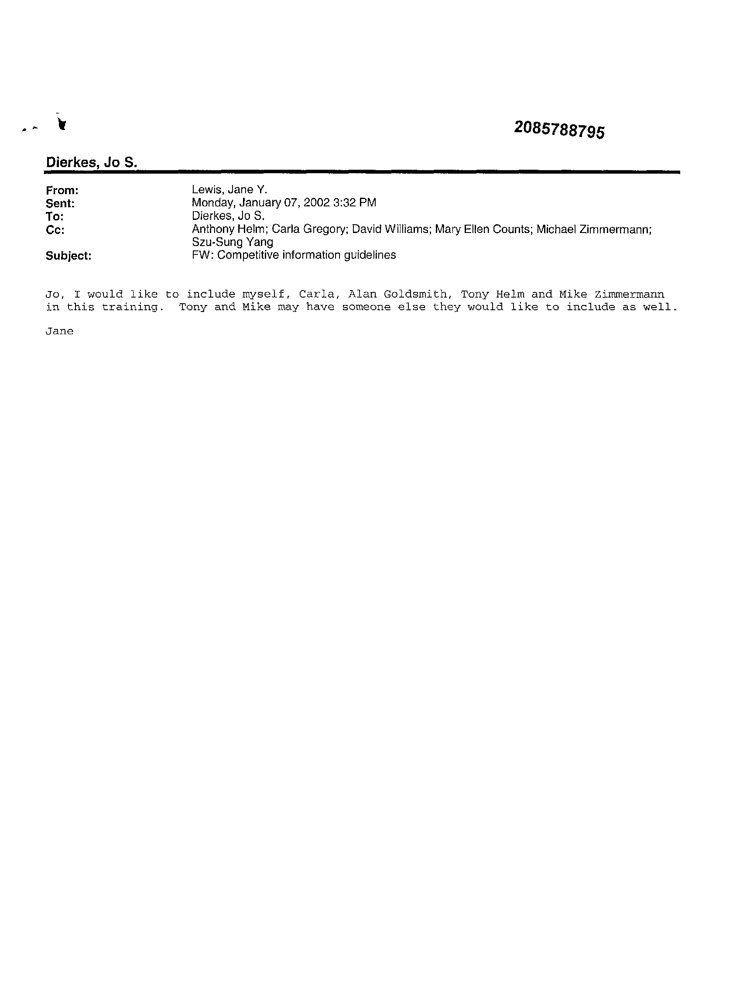 2085788795
Dierkes, Jo S.
From: Lewis, Jane Y.
Sent: Monday, January 07, 2002 3:32 PM
To: Dierkes, Jo S.
Cc: Anthony Helm; Carla Gregory; David Williams; Mary Ellen Counts; Michael Zimmermann;
Szu-Sung Yang
Subject: FW: Competitive information guidelines
Jo, I would like to include myself, Carla, Alan Goldsmith, Tony Helm and Mike Zimmermann
in this training. Tony and Mike may have someone else they would like to include as well.
Jane